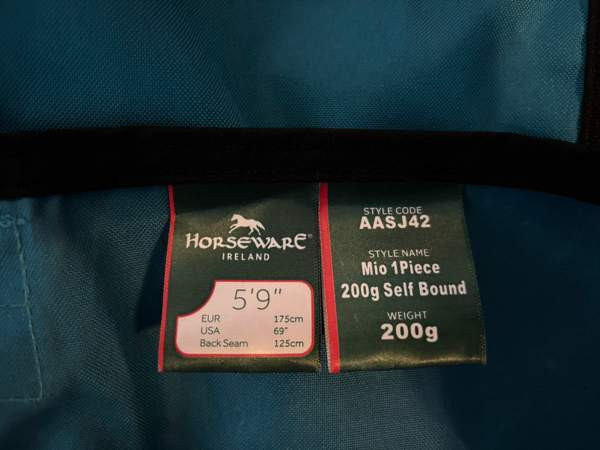 HORSEWARE®
IRELAND
5'9"
EUR 175cm
USA 69"
Back Seam 125cm
STYLE CODE
AASJ42
STYLE NAME
Mio 1Piece
200g Self Bound
WEIGHT
200g